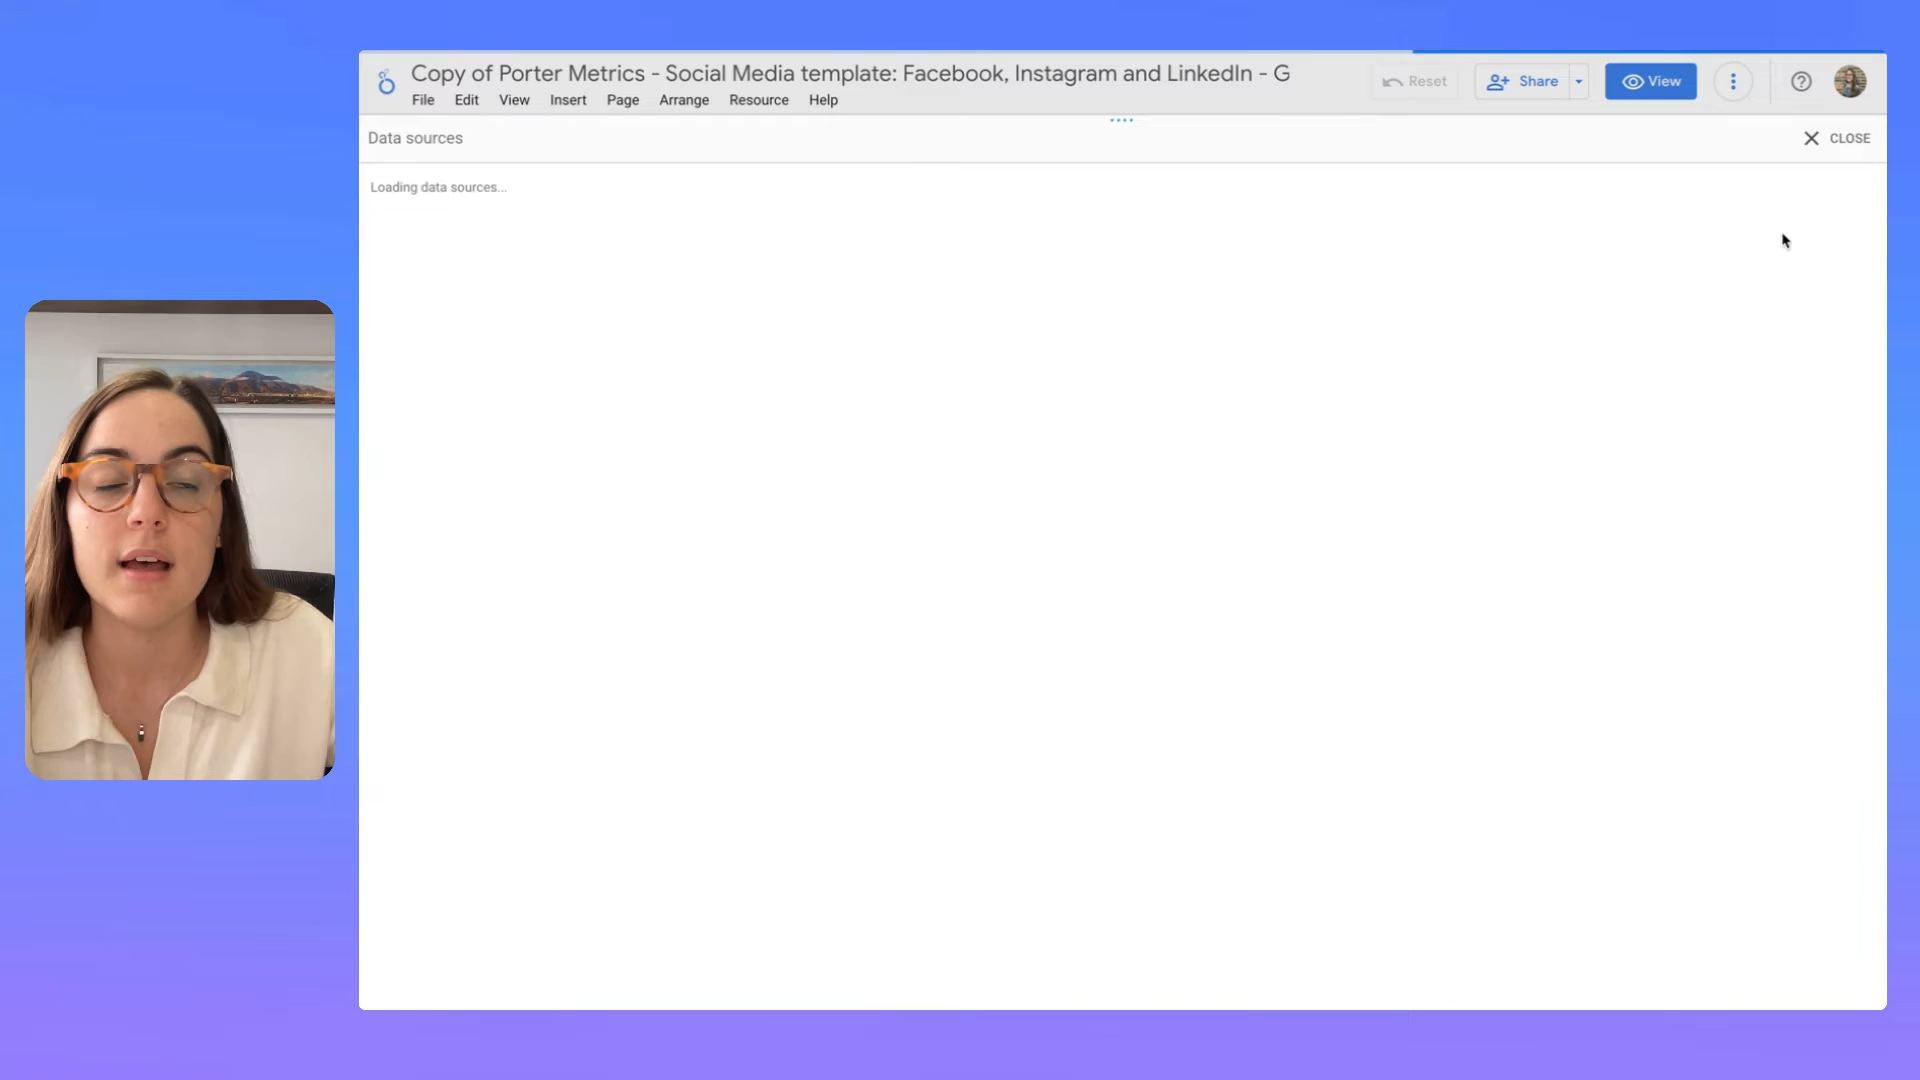 Copy of Porter Metrics - Social Media template: Facebook, Instagram and LinkedIn - G
Reset
Share
View
File Edit View Insert Page Arrange Resource Help
Data sources
CLOSE
Loading data sources...